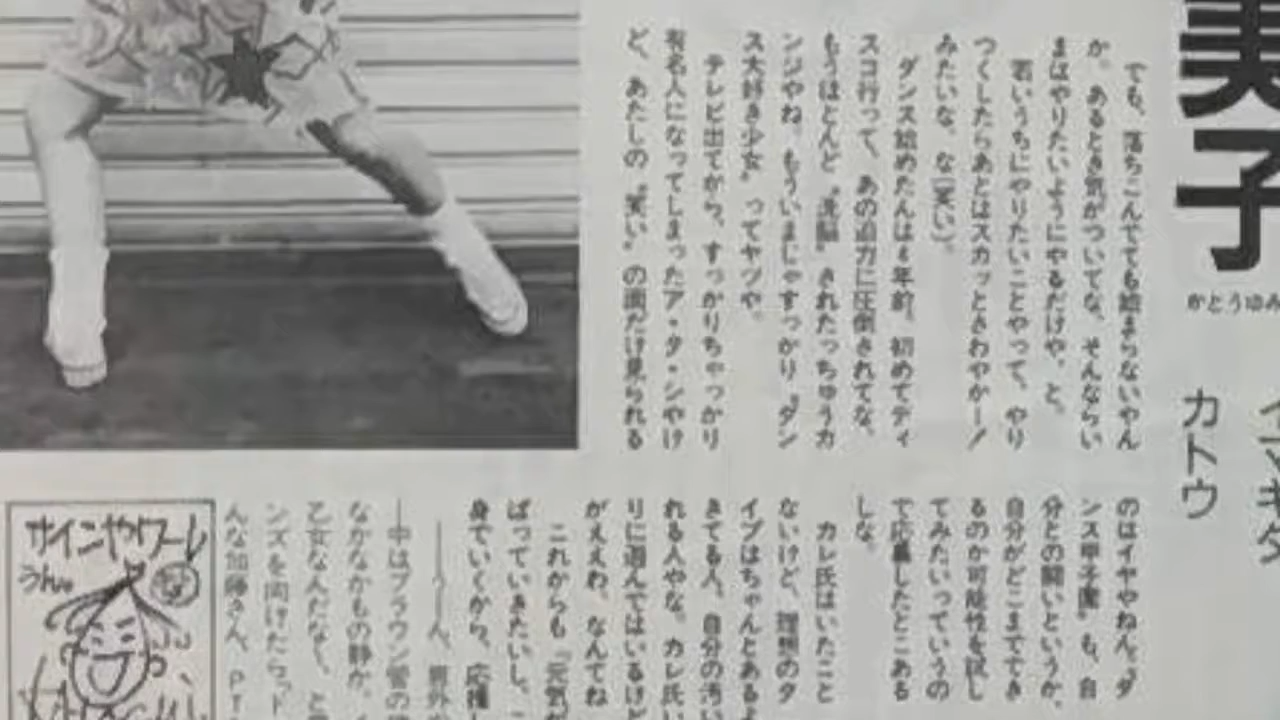 美子
かとうゆみ
カトウ
でも、落ちこんでても始まらないやん
か。あるとき気がついてな。そんならい
まはやりたいようにやるだけや、と。
若いうちにやりたいことやって、やり
つくしたらあとはスカッとさわやかー！
みたいな。な（笑い）。
ダンス始めたんは4年前。初めてディ
スコ行って、あの迫力に圧倒されてな。
もうほとんど〝洗脳〟されたっちゅうカ
ンジやね。もういまじゃすっかり〝ダン
ス大好き少女〟ってヤツや。
テレビ出てから、すっかりちゃっかり
有名人になってしまったア・タ・シやけ
ど、あたしの〝笑い〟の面だけ見られる
のはイヤやねん。〝ダ
ンス甲子園〟も、自
分との闘いというか、
自分がどこまででき
るのか可能性を試し
てみたいっていうの
で応募したとこある
しな。
カレ氏はいたこと
ないけど、理想のタ
イプはちゃんとあるよ
きてる人。自分の汚い
れる人やな。カレ氏い
りに遊んではいるけど
がええわ、なんてね
これからも『元気が
ばっていきたいし、
身でいくから、応援
――うーん、意外
中はブラウン管の
なかなかもの静か。
乙女なんだなー、と
ンズを向けたらッド
んな加藤さん、
サインやワーレ
うんっ
な